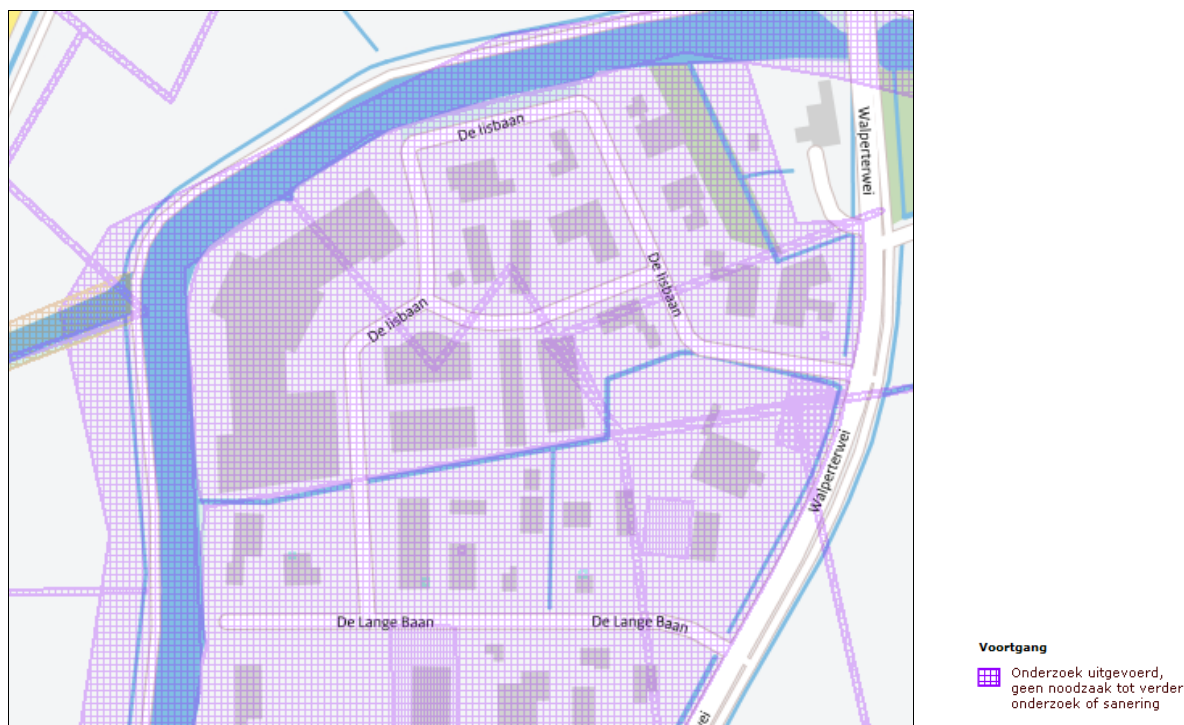 De Iisbaan
Walperterwei
De Iisbaan
De Iisbaan
Walperterwei
De Lange Baan
De Lange Baan
Voortgang
Onderzoek uitgevoerd,
geen noodzaak tot verder
onderzoek of sanering